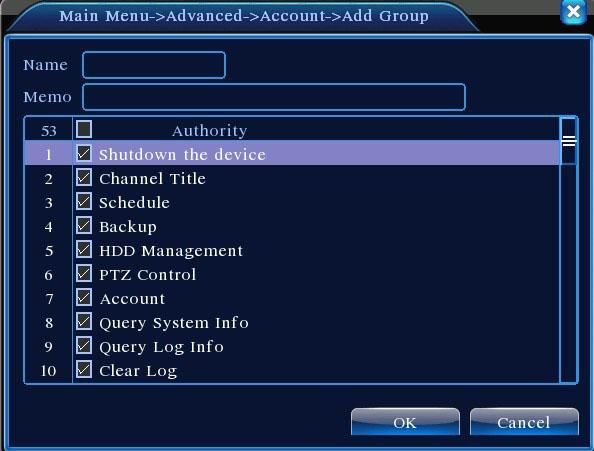 Main Menu->Advanced->Account->Add Group
Name
Memo
53 Authority
1 Shutdown the device
2 Channel Title
3 Schedule
4 Backup
5 HDD Management
6 PTZ Control
7 Account
8 Query System Info
9 Query Log Info
10 Clear Log
OK Cancel